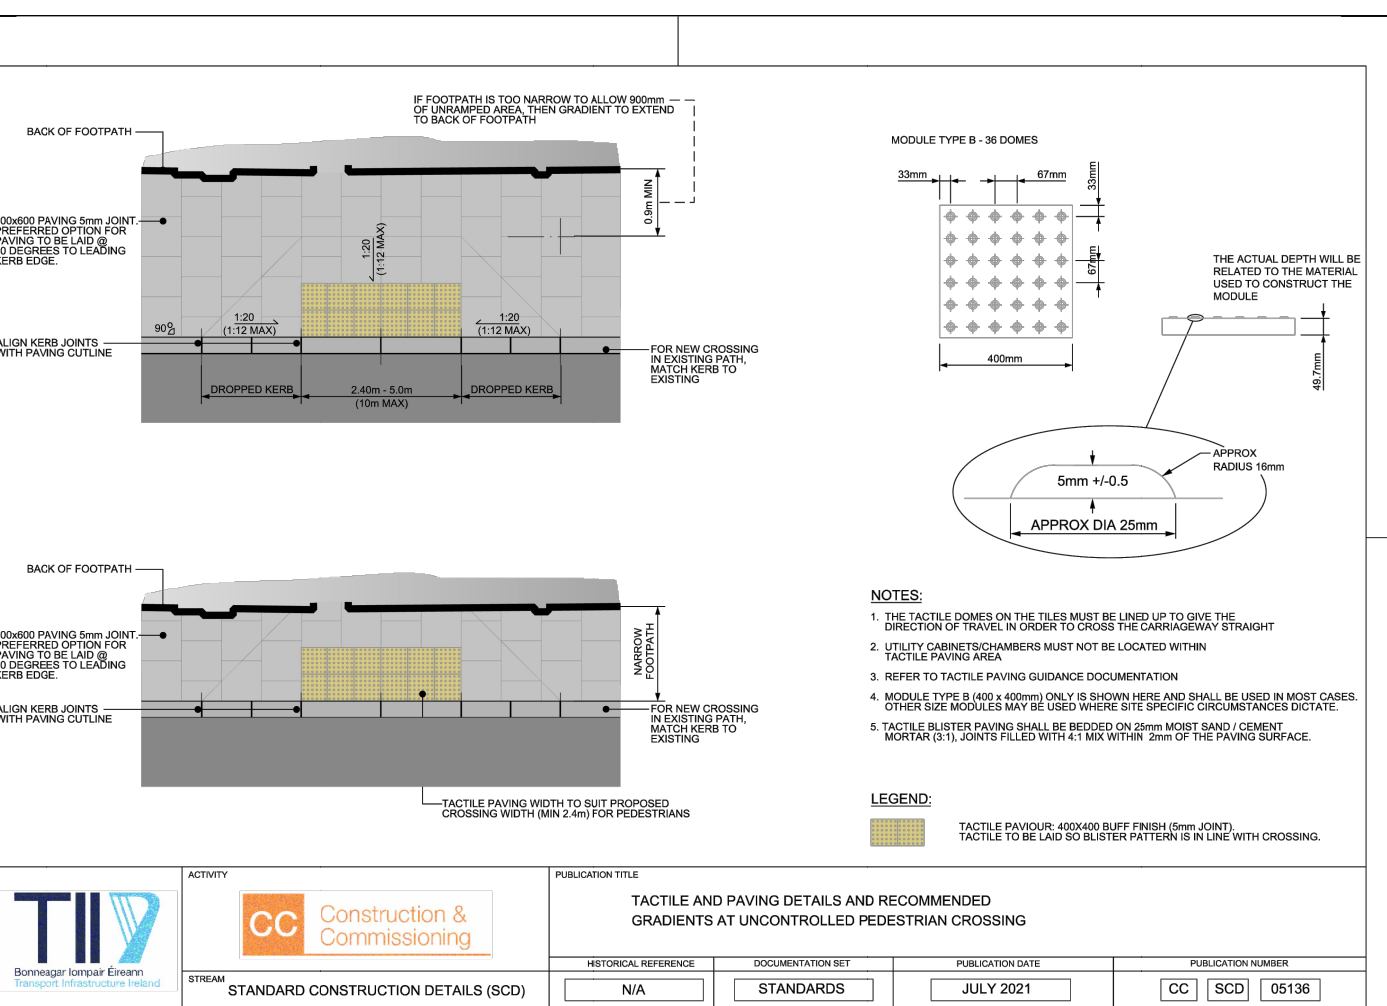 IF FOOTPATH IS TOO NARROW TO ALLOW 900mm
OF UNRAMPED AREA, THEN GRADIENT TO EXTEND
TO BACK OF FOOTPATH
BACK OF FOOTPATH
00x600 PAVING 5mm JOINT.
PREFERRED OPTION FOR
PAVING TO BE LAID @
0 DEGREES TO LEADING
KERB EDGE.
0.9m MIN
1:20
(1:12 MAX)
90°
1:20
(1:12 MAX)
1:20
(1:12 MAX)
ALIGN KERB JOINTS
WITH PAVING CUTLINE
FOR NEW CROSSING
IN EXISTING PATH,
MATCH KERB TO
EXISTING
DROPPED KERB
2.40m - 5.0m
(10m MAX)
DROPPED KERB
MODULE TYPE B - 36 DOMES
33mm
67mm
33mm
67mm
400mm
THE ACTUAL DEPTH WILL BE
RELATED TO THE MATERIAL
USED TO CONSTRUCT THE
MODULE
49.7mm
APPROX
RADIUS 16mm
5mm +/-0.5
APPROX DIA 25mm
BACK OF FOOTPATH
00x600 PAVING 5mm JOINT.
PREFERRED OPTION FOR
PAVING TO BE LAID @
0 DEGREES TO LEADING
KERB EDGE.
NARROW
FOOTPATH
ALIGN KERB JOINTS
WITH PAVING CUTLINE
FOR NEW CROSSING
IN EXISTING PATH,
MATCH KERB TO
EXISTING
TACTILE PAVING WIDTH TO SUIT PROPOSED
CROSSING WIDTH (MIN 2.4m) FOR PEDESTRIANS
NOTES:
1. THE TACTILE DOMES ON THE TILES MUST BE LINED UP TO GIVE THE
DIRECTION OF TRAVEL IN ORDER TO CROSS THE CARRIAGEWAY STRAIGHT
2. UTILITY CABINETS/CHAMBERS MUST NOT BE LOCATED WITHIN
TACTILE PAVING AREA
3. REFER TO TACTILE PAVING GUIDANCE DOCUMENTATION
4. MODULE TYPE B (400 x 400mm) ONLY IS SHOWN HERE AND SHALL BE USED IN MOST CASES.
OTHER SIZE MODULES MAY BE USED WHERE SITE SPECIFIC CIRCUMSTANCES DICTATE.
5. TACTILE BLISTER PAVING SHALL BE BEDDED ON 25mm MOIST SAND / CEMENT
MORTAR (3:1), JOINTS FILLED WITH 4:1 MIX WITHIN 2mm OF THE PAVING SURFACE.
LEGEND:
TACTILE PAVIOUR: 400X400 BUFF FINISH (5mm JOINT).
TACTILE TO BE LAID SO BLISTER PATTERN IS IN LINE WITH CROSSING.
TII
Bonneagar Iompair Éireann
Transport Infrastructure Ireland
ACTIVITY
CC Construction &
Commissioning
STREAM
STANDARD CONSTRUCTION DETAILS (SCD)
PUBLICATION TITLE
TACTILE AND PAVING DETAILS AND RECOMMENDED
GRADIENTS AT UNCONTROLLED PEDESTRIAN CROSSING
HISTORICAL REFERENCE
N/A
DOCUMENTATION SET
STANDARDS
PUBLICATION DATE
JULY 2021
PUBLICATION NUMBER
CC SCD 05136